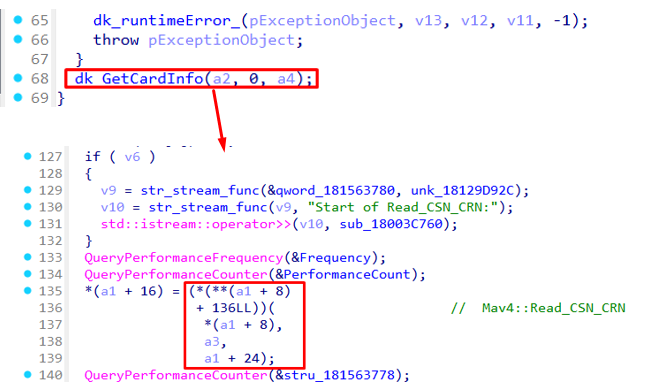 65 dk_runtimeError_(pExceptionObject, v13, v12, v11, -1);
66 throw pExceptionObject;
67 }
68 dk_GetCardInfo(a2, 0, a4);
69 }
127 if ( v6 )
128 {
129 v9 = str_stream_func(&qword_181563780, unk_18129D92C);
130 v10 = str_stream_func(v9, "Start of Read_CSN_CRN:");
131 std::istream::operator>>(v10, sub_18003C760);
132 }
133 QueryPerformanceFrequency(&Frequency);
134 QueryPerformanceCounter(&PerformanceCount);
135 *(a1 + 16) = (*(**(a1 + 8)
136 + 136LL))( // Mav4::Read_CSN_CRN
137 *(a1 + 8),
138 a3,
139 a1 + 24);
140 QueryPerformanceCounter(&stru_181563778);